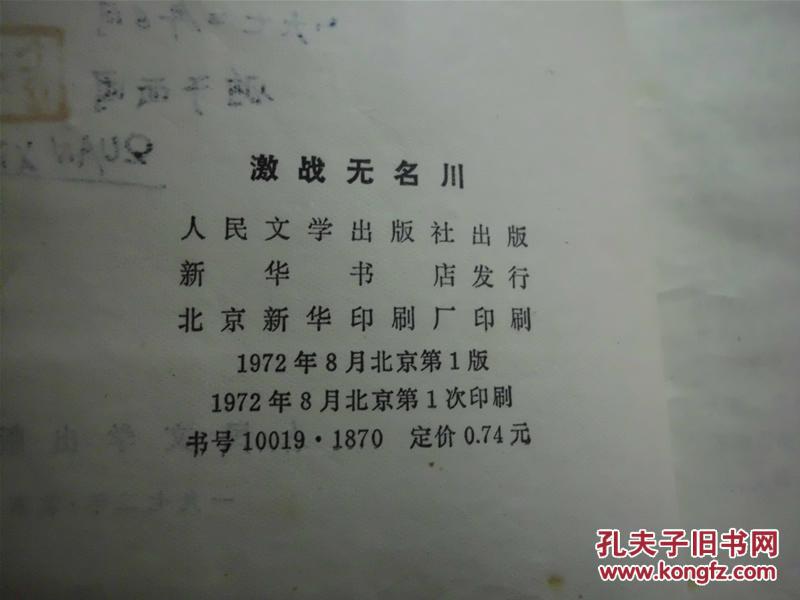 激战无名川
人民文学出版社出版
新华书店发行
北京新华印刷厂印刷
1972年8月北京第1版
1972年8月北京第1次印刷
书号10019·1870 定价0.74元
孔夫子旧书网
www.kongfz.com